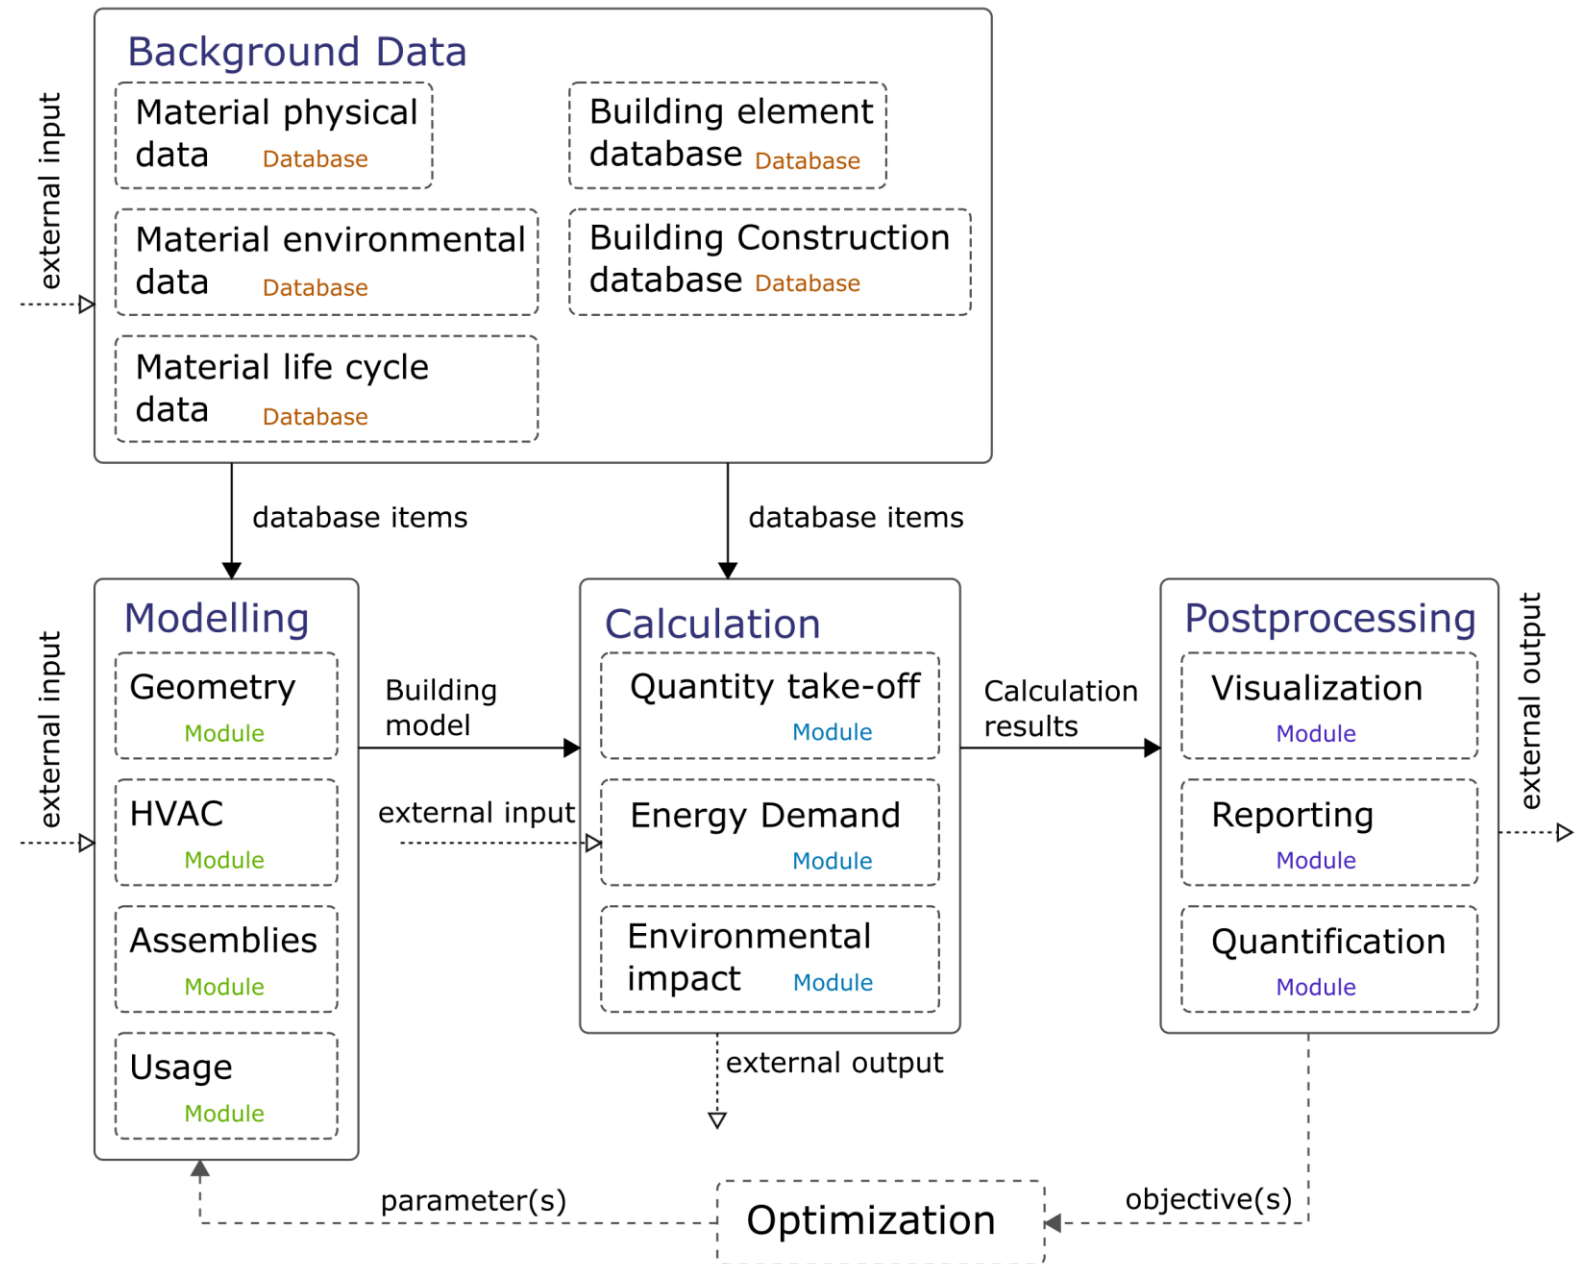 Background Data
external input
Material physical
data Database
Building element
database Database
Material environmental
data Database
Building Construction
database Database
Material life cycle
data Database
database items
database items
external input
Modelling
Geometry
Module
HVAC
Module
Assemblies
Module
Usage
Module
Building
model
external input
Calculation
Quantity take-off
Module
Energy Demand
Module
Environmental
impact Module
Calculation
results
Postprocessing
Visualization
Module
Reporting
Module
Quantification
Module
external output
external output
parameter(s)
Optimization
objective(s)